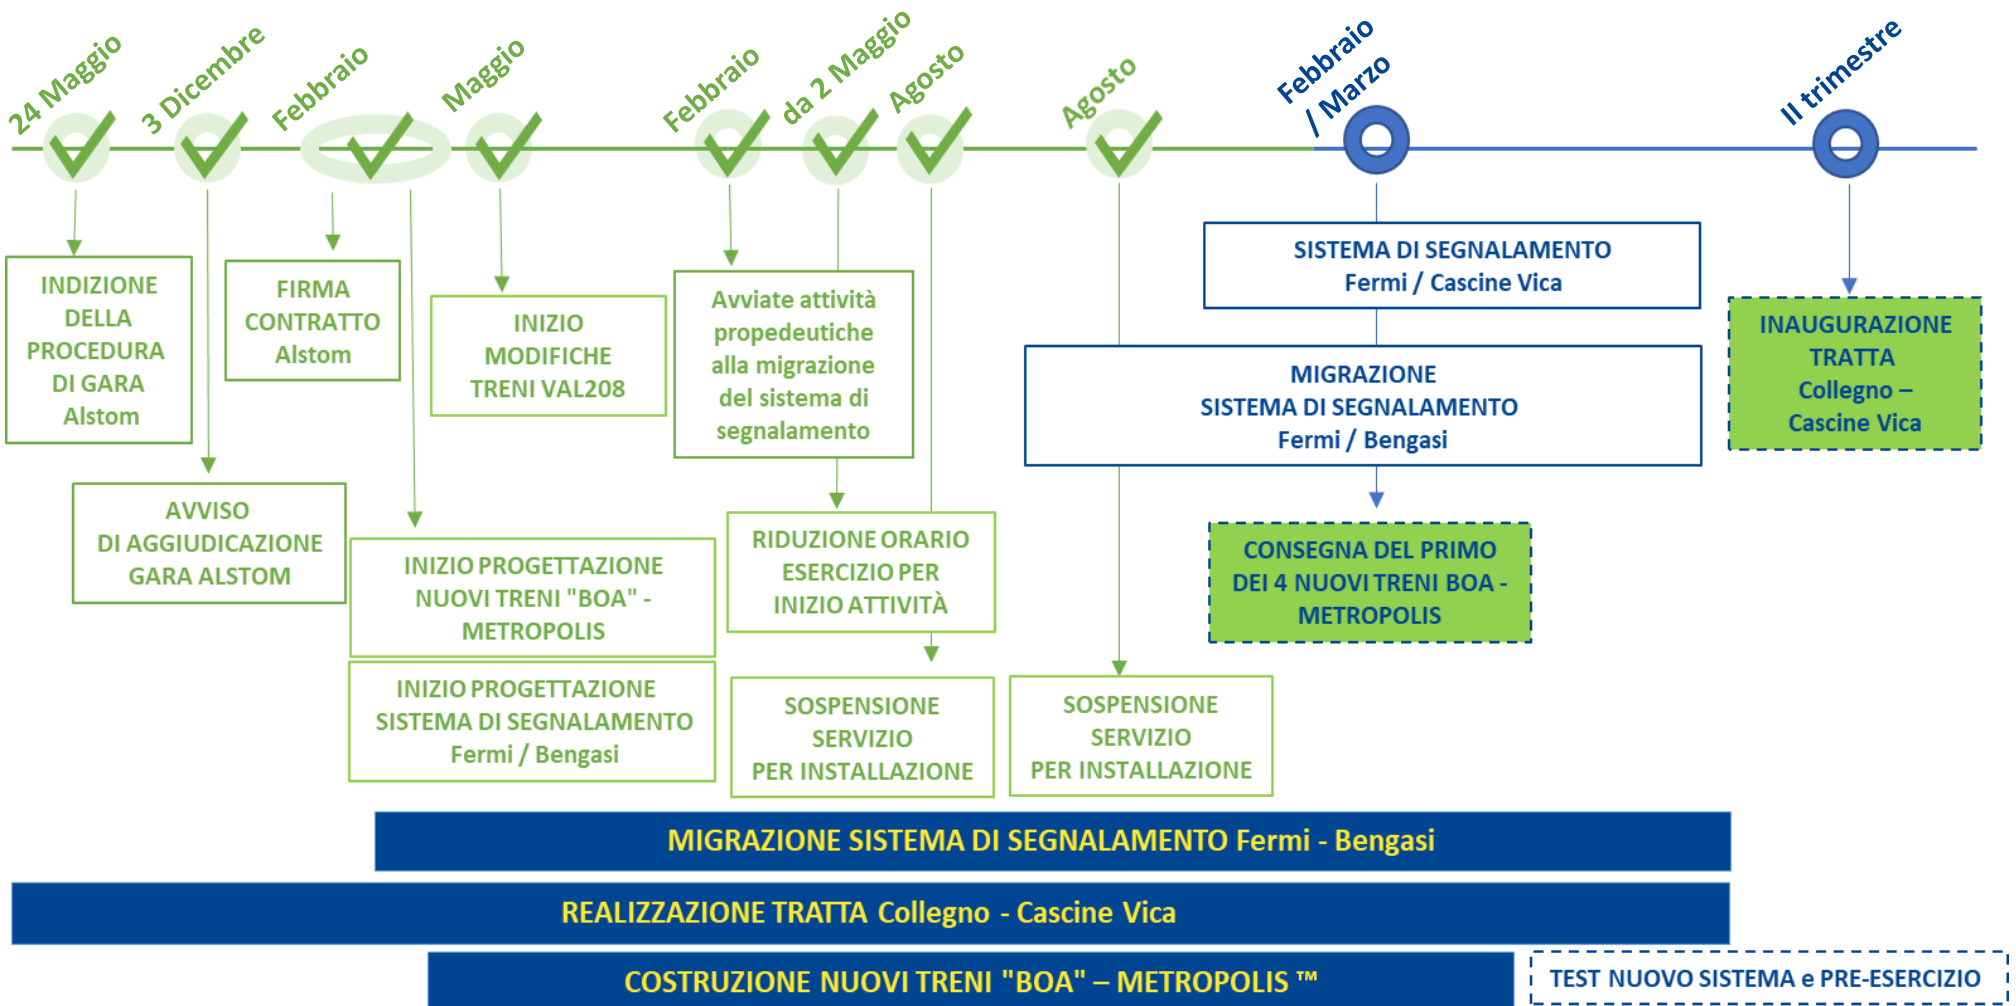 24 Maggio
3 Dicembre
Febbraio
Maggio
Febbraio
da 2 Maggio
Agosto
Agosto
Febbraio
/ Marzo
II trimestre
INDIZIONE
DELLA
PROCEDURA
DI GARA
Alstom
AVVISO
DI AGGIUDICAZIONE
GARA ALSTOM
FIRMA
CONTRATTO
Alstom
INIZIO PROGETTAZIONE
NUOVI TRENI "BOA" -
METROPOLIS
INIZIO PROGETTAZIONE
SISTEMA DI SEGNALAMENTO
Fermi / Bengasi
INIZIO
MODIFICHE
TRENI VAL208
Avviate attività
propedeutiche
alla migrazione
del sistema di
segnalamento
RIDUZIONE ORARIO
ESERCIZIO PER
INIZIO ATTIVITÀ
SOSPENSIONE
SERVIZIO
PER INSTALLAZIONE
SOSPENSIONE
SERVIZIO
PER INSTALLAZIONE
SISTEMA DI SEGNALAMENTO
Fermi / Cascine Vica
MIGRAZIONE
SISTEMA DI SEGNALAMENTO
Fermi / Bengasi
CONSEGNA DEL PRIMO
DEI 4 NUOVI TRENI BOA -
METROPOLIS
INAUGURAZIONE
TRATTA
Collegno –
Cascine Vica
MIGRAZIONE SISTEMA DI SEGNALAMENTO Fermi - Bengasi
REALIZZAZIONE TRATTA Collegno - Cascine Vica
COSTRUZIONE NUOVI TRENI "BOA" – METROPOLIS ™
TEST NUOVO SISTEMA e PRE-ESERCIZIO